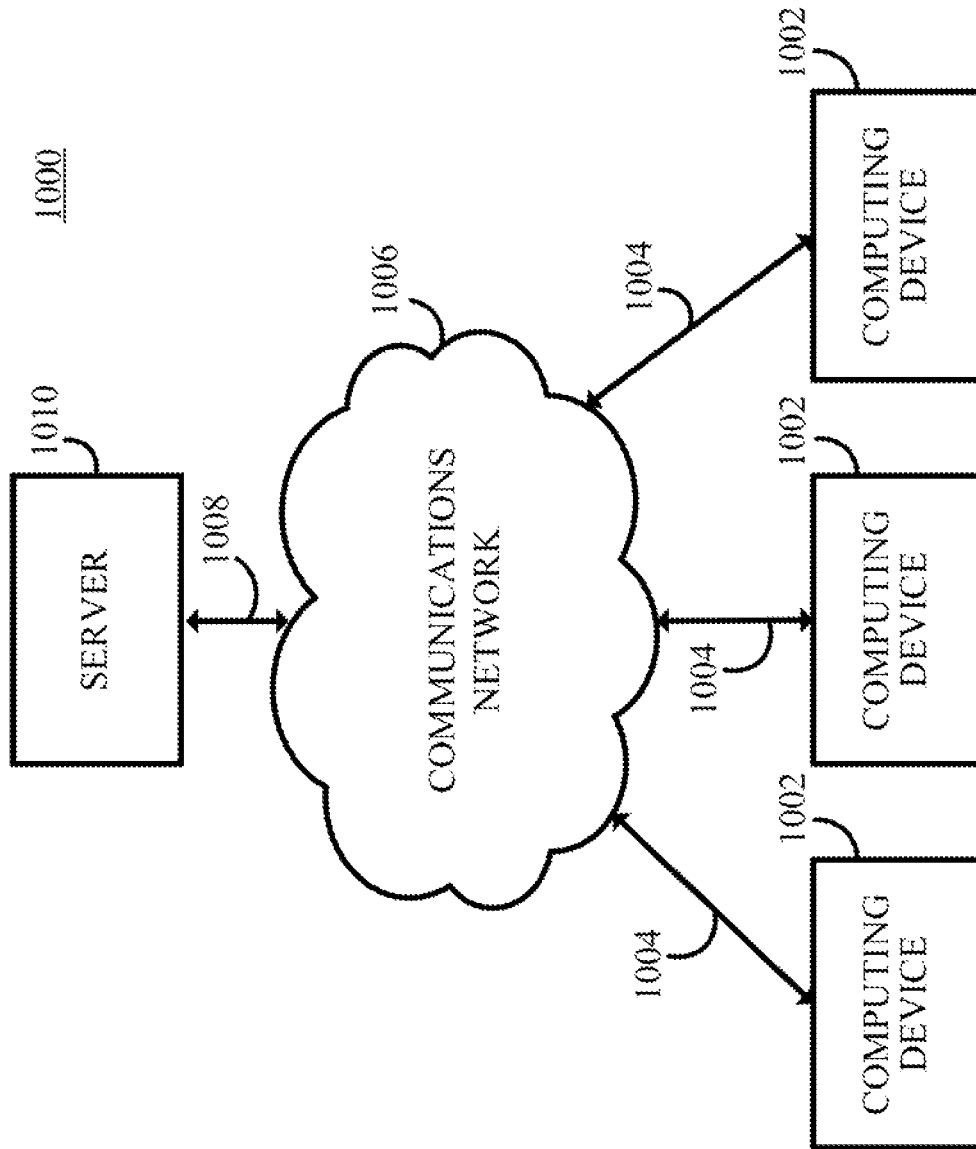 1000
SERVER
1010
1008
COMMUNICATIONS
NETWORK
1006
1004
1004
1004
COMPUTING
DEVICE
1002
COMPUTING
DEVICE
1002
COMPUTING
DEVICE
1002